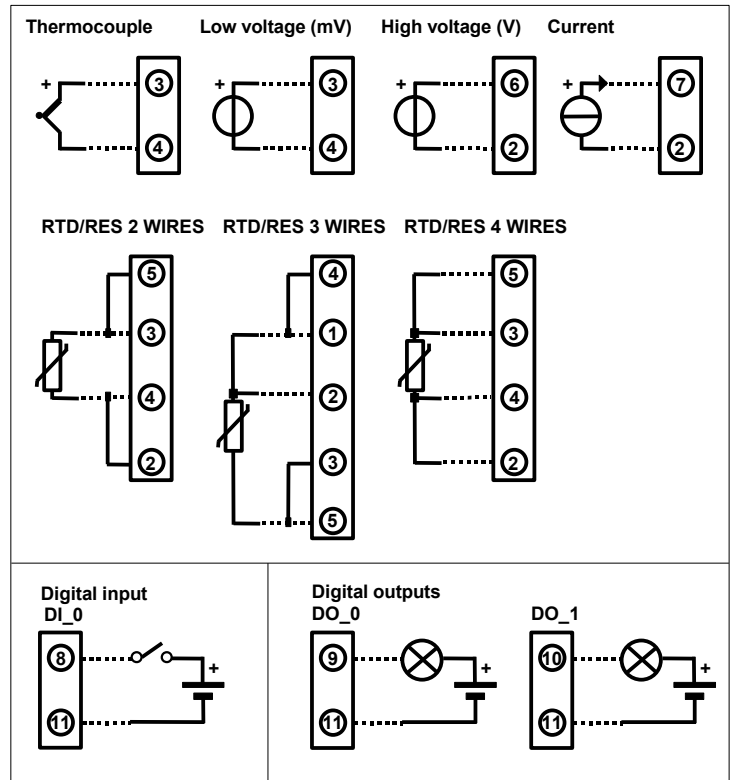 Thermocouple Low voltage (mV) High voltage (V) Current
+ 3 + 3 + 6 + 7
4 4 2 2
RTD/RES 2 WIRES RTD/RES 3 WIRES RTD/RES 4 WIRES
5 4 5
3 1 3
4 2 4
2 3 2
5
Digital input
DI_0
8 +
11
Digital outputs
DO_0 DO_1
9 + 10 +
11 11